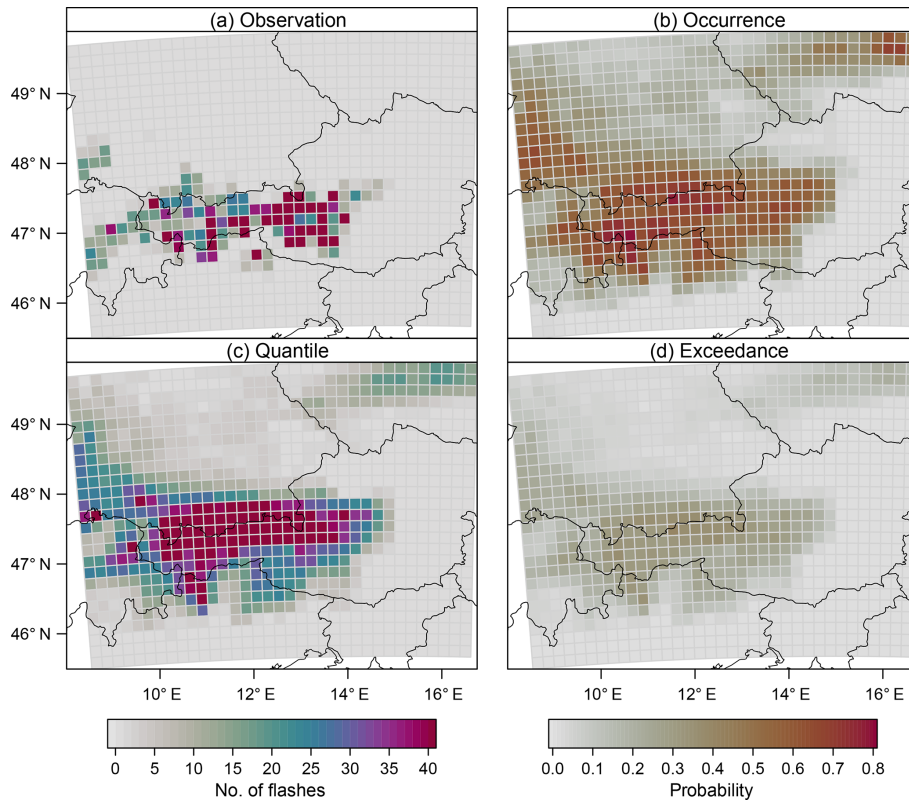 (a) Observation
(b) Occurrence
49° N
48° N
47° N
46° N
(c) Quantile
(d) Exceedance
49° N
48° N
47° N
46° N
10° E 12° E 14° E 16° E
10° E 12° E 14° E 16° E
0 5 10 15 20 25 30 35 40
No. of flashes
0.0 0.1 0.2 0.3 0.4 0.5 0.6 0.7 0.8
Probability